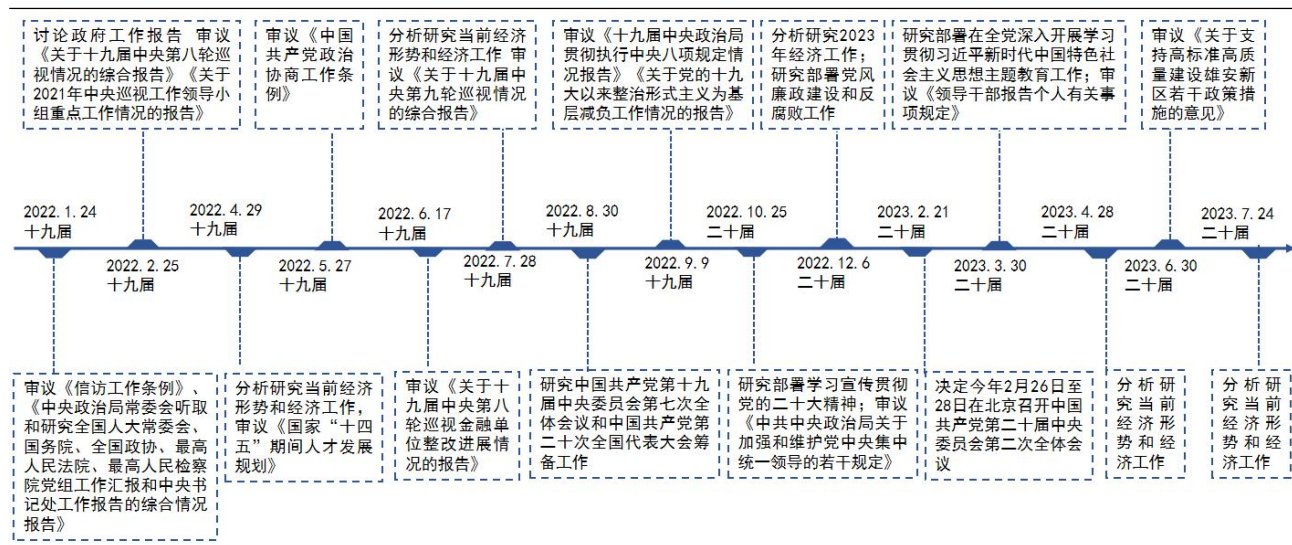 讨论政府工作报告 审议
《关于十九届中央第八轮巡
视情况的综合报告》《关于
2021年中央巡视工作领导小
组重点工作情况的报告》
审议《中国
共产党政治
协商工作条
例》
分析研究当前经济
形势和经济工作 审
议《关于十九届中
央第九轮巡视情况
的综合报告》
审议《十九届中央政治局
贯彻执行中央八项规定情
况报告》《关于党的十九
大以来整治形式主义为基
层减负工作情况的报告》
分析研究2023
年经济工作；
研究部署党风
廉政建设和反
腐败工作
研究部署在全党深入开展学习
贯彻习近平新时代中国特色社
会主义思想主题教育工作；审
议《领导干部报告个人有关事
项规定》
审议《关于支
持高标准高质
量建设雄安新
区若干政策措
施的意见》
2022.1.24
十九届
2022.4.29
十九届
2022.6.17
十九届
2022.8.30
十九届
2022.10.25
二十届
2023.2.21
二十届
2023.4.28
二十届
2023.7.24
二十届
2022.2.25
十九届
2022.5.27
十九届
2022.7.28
十九届
2022.9.9
十九届
2022.12.6
二十届
2023.3.30
二十届
2023.6.30
二十届
审议《信访工作条例》、
《中央政治局常委会听取
和研究全国人大常委会、
国务院、全国政协、最高
人民法院、最高人民检察
院党组工作汇报和中央书
记处工作报告的综合情况
报告》
分析研究当前经济
形势和经济工作，
审议《国家“十四
五”期间人才发展
规划》
审议《关于十
九届中央第八
轮巡视金融单
位整改进展情
况的报告》
研究中国共产党第十九
届中央委员会第七次全
体会议和中国共产党第
二十次全国代表大会筹
备工作
研究部署学习宣传贯彻
党的二十大精神；审议
《中共中央政治局关于
加强和维护党中央集中
统一领导的若干规定》
决定今年2月26日至
28日在北京召开中国
共产党第二十届中央
委员会第二次全体会
议
分析研
究当前
经济形
势和经
济工作
分析研
究当前
经济形
势和经
济工作